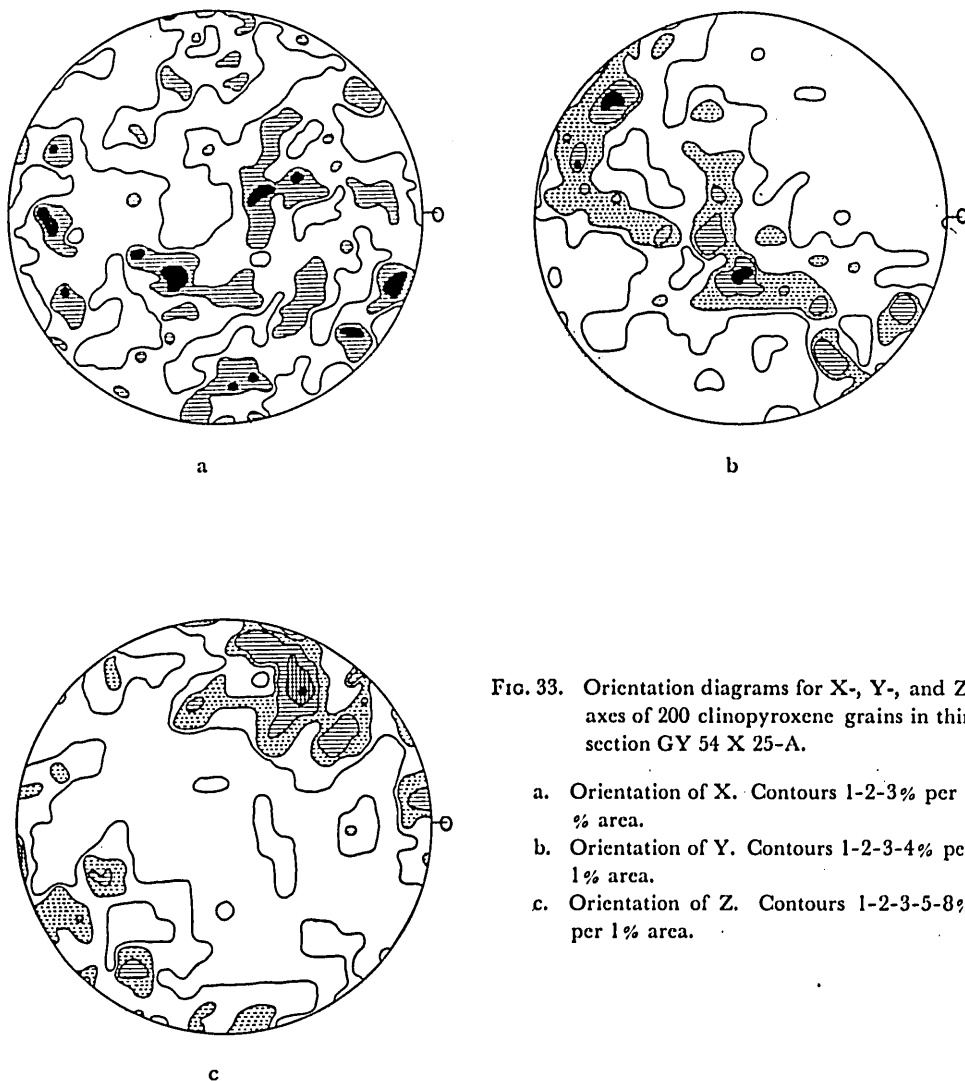 a
b
c
FIG. 33. Orientation diagrams for X-, Y-, and Z
axes of 200 clinopyroxene grains in thin
section GY 54 X 25-A.
a. Orientation of X. Contours 1-2-3% per
% area.
b. Orientation of Y. Contours 1-2-3-4% pe
1% area.
c. Orientation of Z. Contours 1-2-3-5-8%
per 1% area.